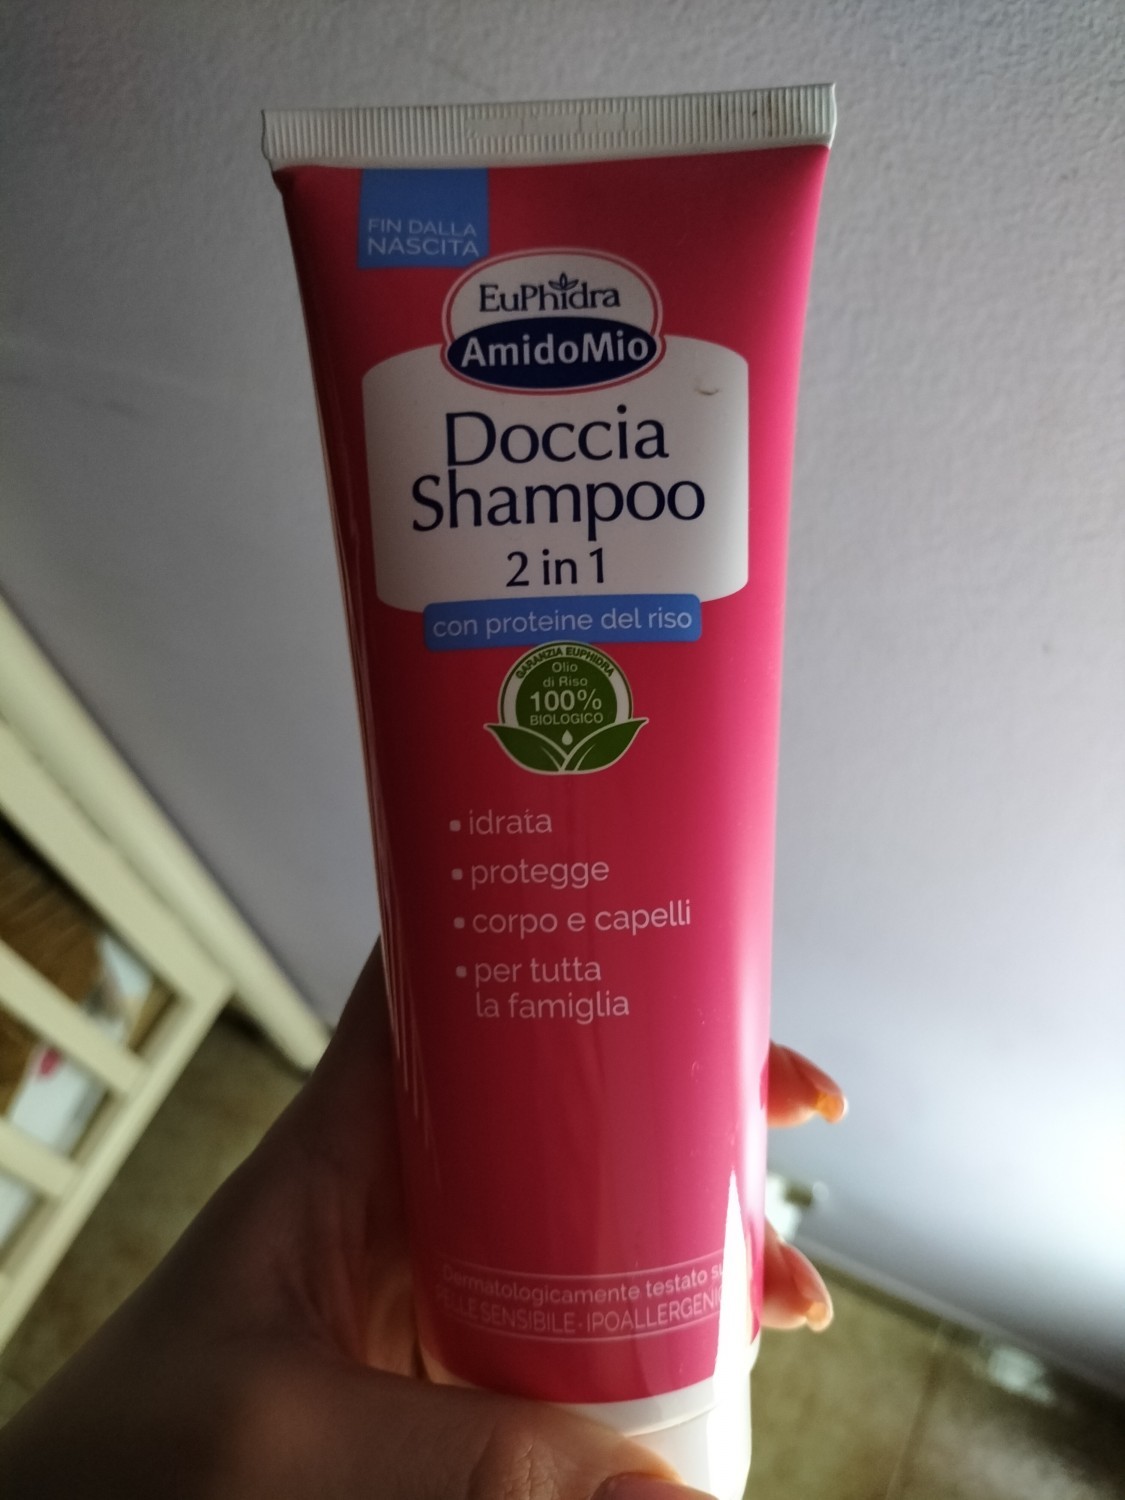 FIN DALLA
NASCITA
EuPhidra
AmidoMio
Doccia
Shampoo
2 in 1
con proteine del riso
GARANZIA EUPHIDRA
Olio
di Riso
100%
BIOLOGICO
• idrata
• protegge
• corpo e capelli
• per tutta
la famiglia
Dermatologicamente testato su
SENSIBILE · IPOALLERGENIC